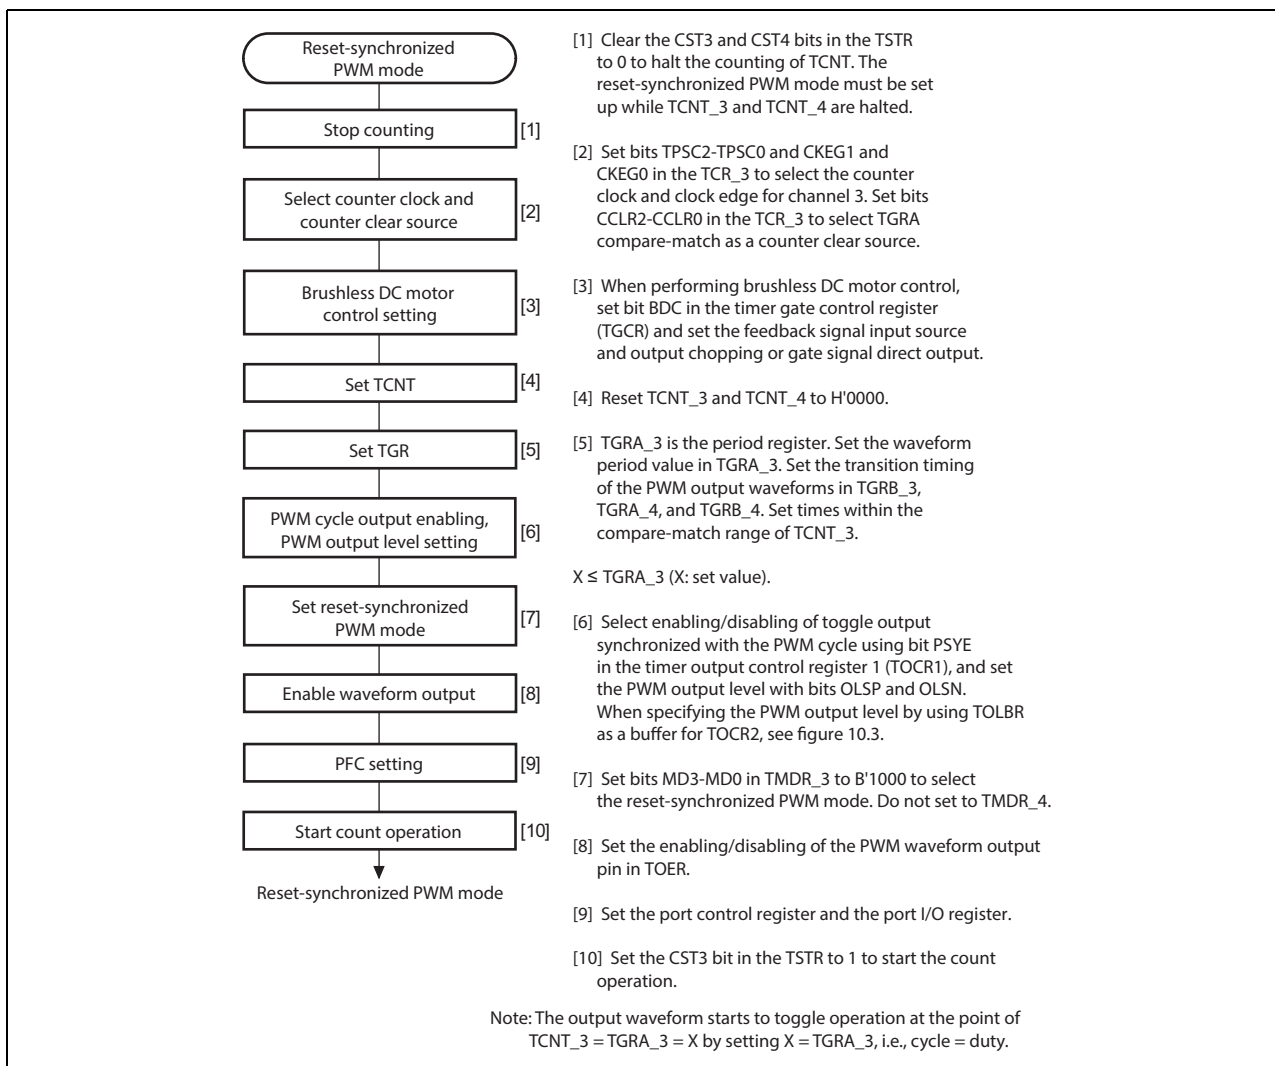 Reset-synchronized
PWM mode
Stop counting
[1]
Select counter clock and
counter clear source
[2]
Brushless DC motor
control setting
[3]
Set TCNT
[4]
Set TGR
[5]
PWM cycle output enabling,
PWM output level setting
[6]
Set reset-synchronized
PWM mode
[7]
Enable waveform output
[8]
PFC setting
[9]
Start count operation
[10]
Reset-synchronized PWM mode
[1] Clear the CST3 and CST4 bits in the TSTR
to 0 to halt the counting of TCNT. The
reset-synchronized PWM mode must be set
up while TCNT_3 and TCNT_4 are halted.
[2] Set bits TPSC2-TPSC0 and CKEG1 and
CKEG0 in the TCR_3 to select the counter
clock and clock edge for channel 3. Set bits
CCLR2-CCLR0 in the TCR_3 to select TGRA
compare-match as a counter clear source.
[3] When performing brushless DC motor control,
set bit BDC in the timer gate control register
(TGCR) and set the feedback signal input source
and output chopping or gate signal direct output.
[4] Reset TCNT_3 and TCNT_4 to H'0000.
[5] TGRA_3 is the period register. Set the waveform
period value in TGRA_3. Set the transition timing
of the PWM output waveforms in TGRB_3,
TGRA_4, and TGRB_4. Set times within the
compare-match range of TCNT_3.
X ≤ TGRA_3 (X: set value).
[6] Select enabling/disabling of toggle output
synchronized with the PWM cycle using bit PSYE
in the timer output control register 1 (TOCR1), and set
the PWM output level with bits OLSP and OLSN.
When specifying the PWM output level by using TOLBR
as a buffer for TOCR2, see figure 10.3.
[7] Set bits MD3-MD0 in TMDR_3 to B'1000 to select
the reset-synchronized PWM mode. Do not set to TMDR_4.
[8] Set the enabling/disabling of the PWM waveform output
pin in TOER.
[9] Set the port control register and the port I/O register.
[10] Set the CST3 bit in the TSTR to 1 to start the count
operation.
Note: The output waveform starts to toggle operation at the point of
TCNT_3 = TGRA_3 = X by setting X = TGRA_3, i.e., cycle = duty.